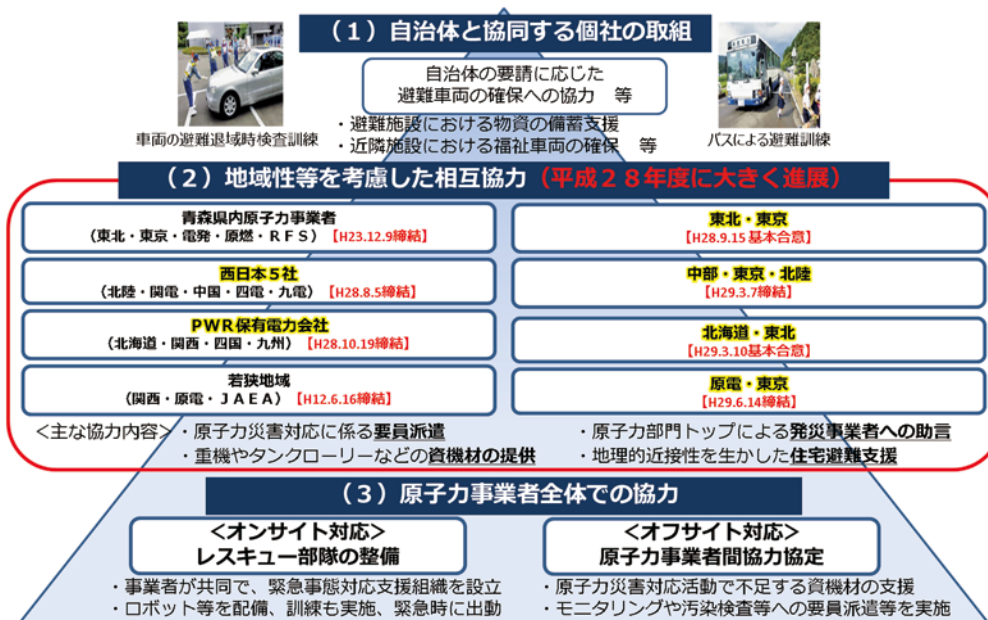 （１）自治体と協同する個社の取組
自治体の要請に応じた
避難車両の確保への協力　等
・避難施設における物資の備蓄支援
・近隣施設における福祉車両の確保　等
車両の避難退域時検査訓練
バスによる避難訓練
（２）地域性等を考慮した相互協力（平成２８年度に大きく進展）
青森県内原子力事業者
（東北・東京・電発・原燃・ＲＦＳ）【H23.12.9締結】
西日本５社
（北陸・関電・中国・四電・九電）【H28.8.5締結】
ＰＷＲ保有電力会社
（北海道・関西・四国・九州）【H28.10.19締結】
若狭地域
（関西・原電・ＪＡＥＡ）【H12.6.16締結】
東北・東京
【H28.9.15基本合意】
中部・東京・北陸
【H29.3.7締結】
北海道・東北
【H29.3.10基本合意】
原電・東京
【H29.6.14締結】
＜主な協力内容＞・原子力災害対応に係る要員派遣
・重機やタンクローリーなどの資機材の提供
・原子力部門トップによる発災事業者への助言
・地理的近接性を生かした住宅避難支援
（３）原子力事業者全体での協力
＜オンサイト対応＞
レスキュー部隊の整備
・事業者が共同で、緊急事態対応支援組織を設立
・ロボット等を配備、訓練も実施、緊急時に出動
＜オフサイト対応＞
原子力事業者間協力協定
・原子力災害対応活動で不足する資機材の支援
・モニタリングや汚染検査等への要員派遣等を実施